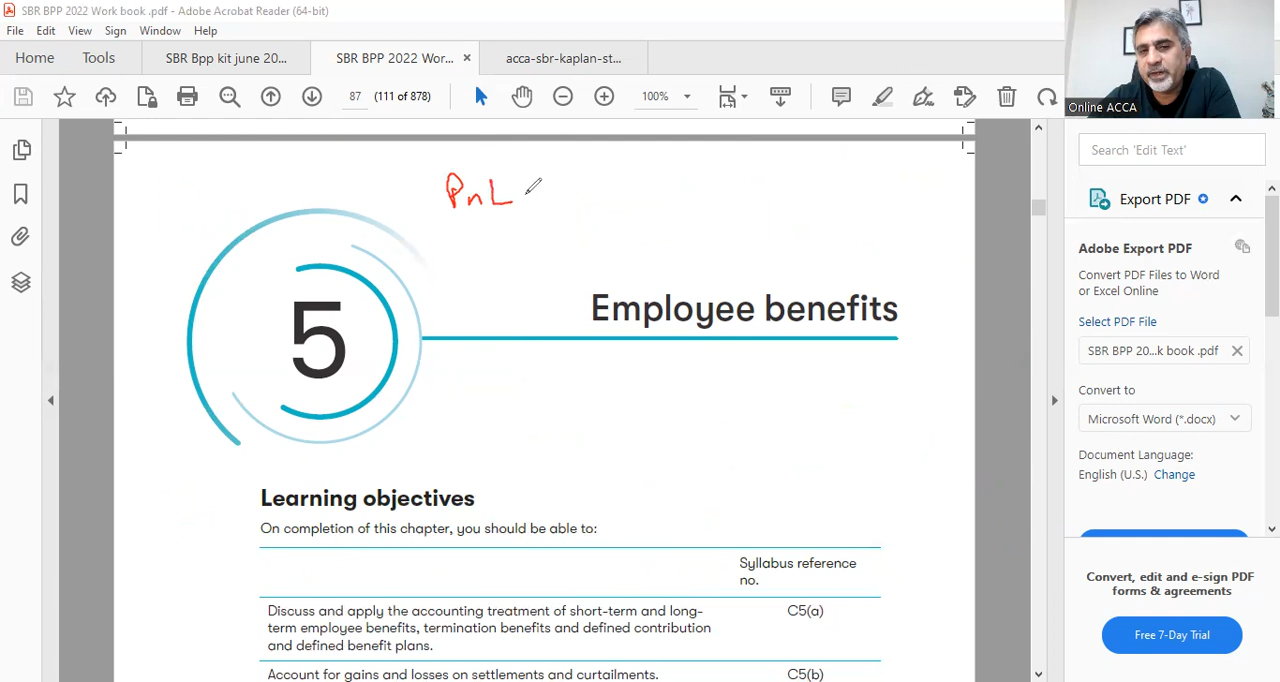 SBR BPP 2022 Work book .pdf - Adobe Acrobat Reader (64-bit)
File Edit View Sign Window Help
Home Tools SBR Bpp kit june 20... SBR BPP 2022 Wor... × acca-sbr-kaplan-st...
87 (111 of 878) 100%
Online ACCA
PnL
5
Employee benefits
Learning objectives
On completion of this chapter, you should be able to:
Syllabus reference
no.
Discuss and apply the accounting treatment of short-term and long-
term employee benefits, termination benefits and defined contribution
and defined benefit plans.
C5(a)
Account for gains and losses on settlements and curtailments.
C5(b)
Search 'Edit Text'
Export PDF
Adobe Export PDF
Convert PDF Files to Word
or Excel Online
Select PDF File
SBR BPP 20...k book .pdf
Convert to
Microsoft Word (*.docx)
Document Language:
English (U.S.) Change
Convert, edit and e-sign PDF
forms & agreements
Free 7-Day Trial